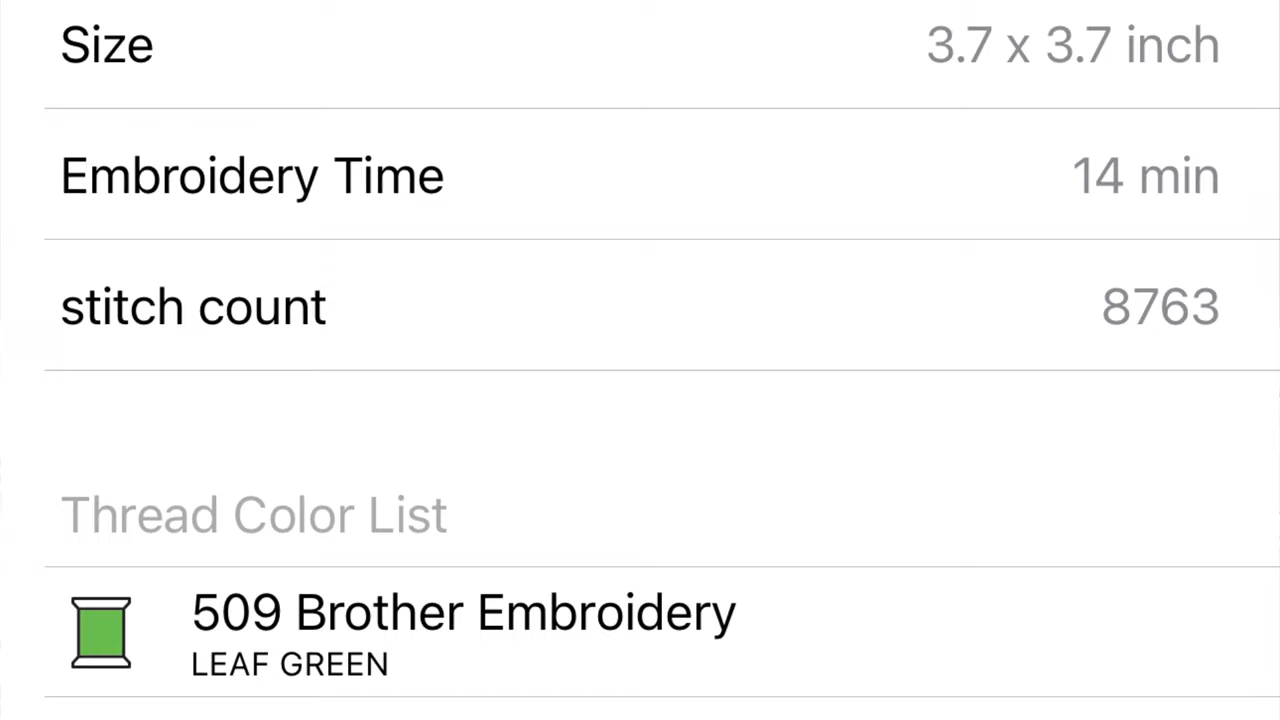 Size 3.7 x 3.7 inch
Embroidery Time 14 min
stitch count 8763
Thread Color List
509 Brother Embroidery
LEAF GREEN